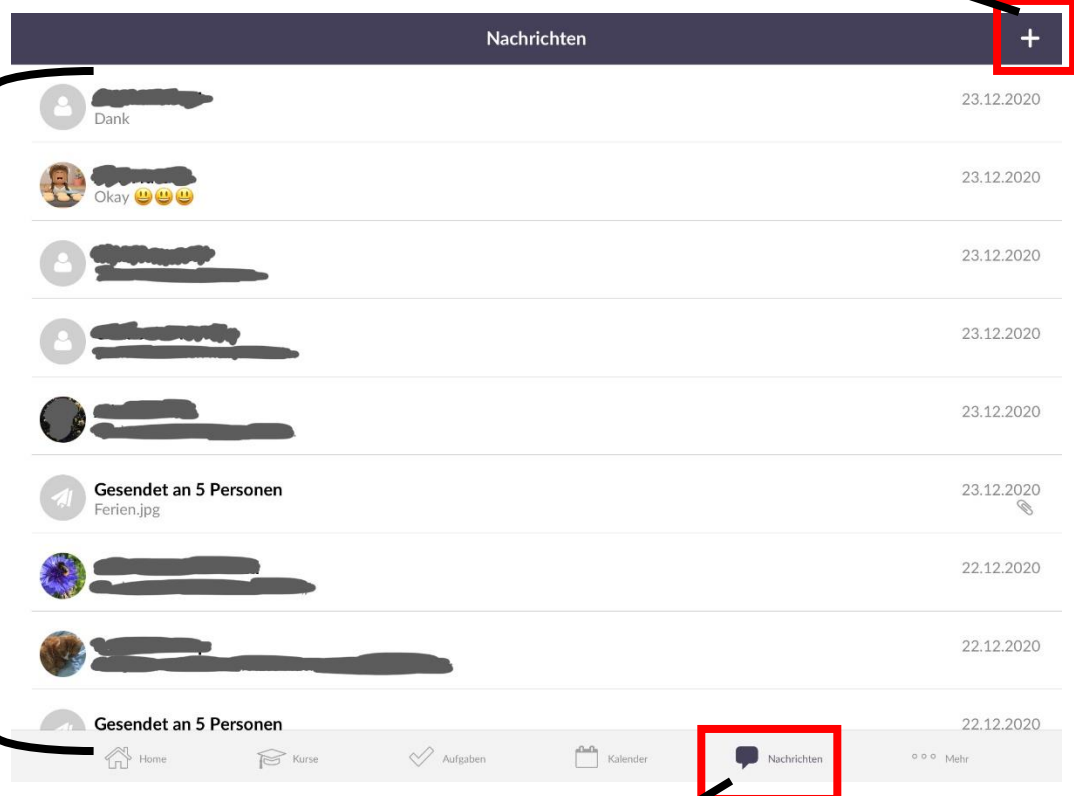 Nachrichten
+
23.12.2020
Dank
23.12.2020
Okay 😃😃😃
23.12.2020
23.12.2020
23.12.2020
Gesendet an 5 Personen
23.12.2020
Ferien.jpg
22.12.2020
22.12.2020
Gesendet an 5 Personen
22.12.2020
Home
Kurse
Aufgaben
Kalender
Nachrichten
Mehr